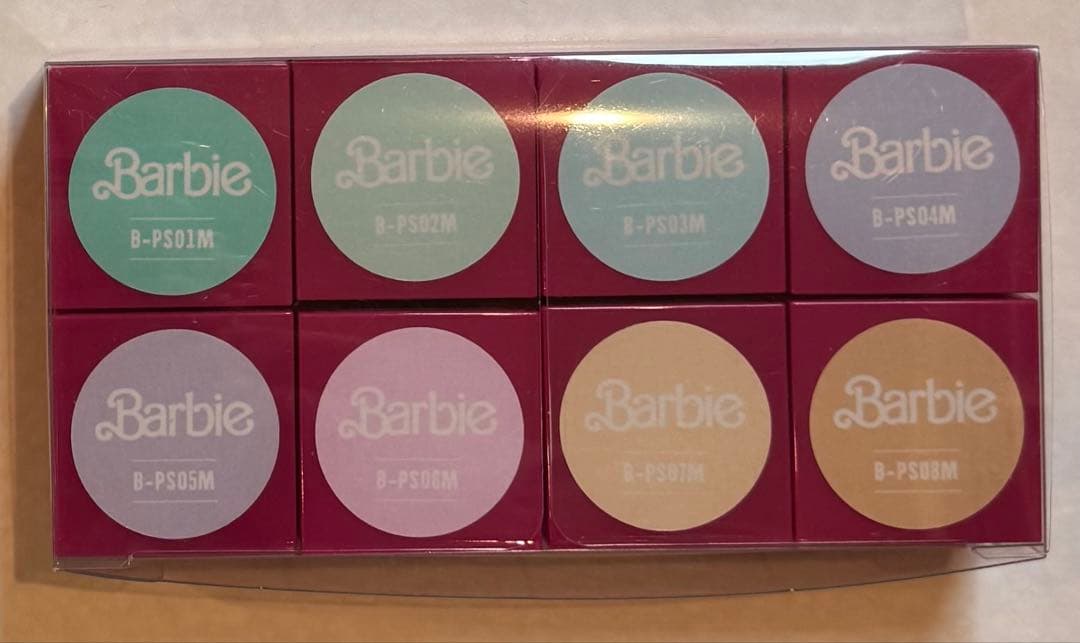 Barbie
B-PS01M
Barbie
B-PS02M
Barbie
B-PS03M
Barbie
B-PS04M
Barbie
B-PS05M
Barbie
B-PS06M
Barbie
B-PS07M
Barbie
B-PS08M